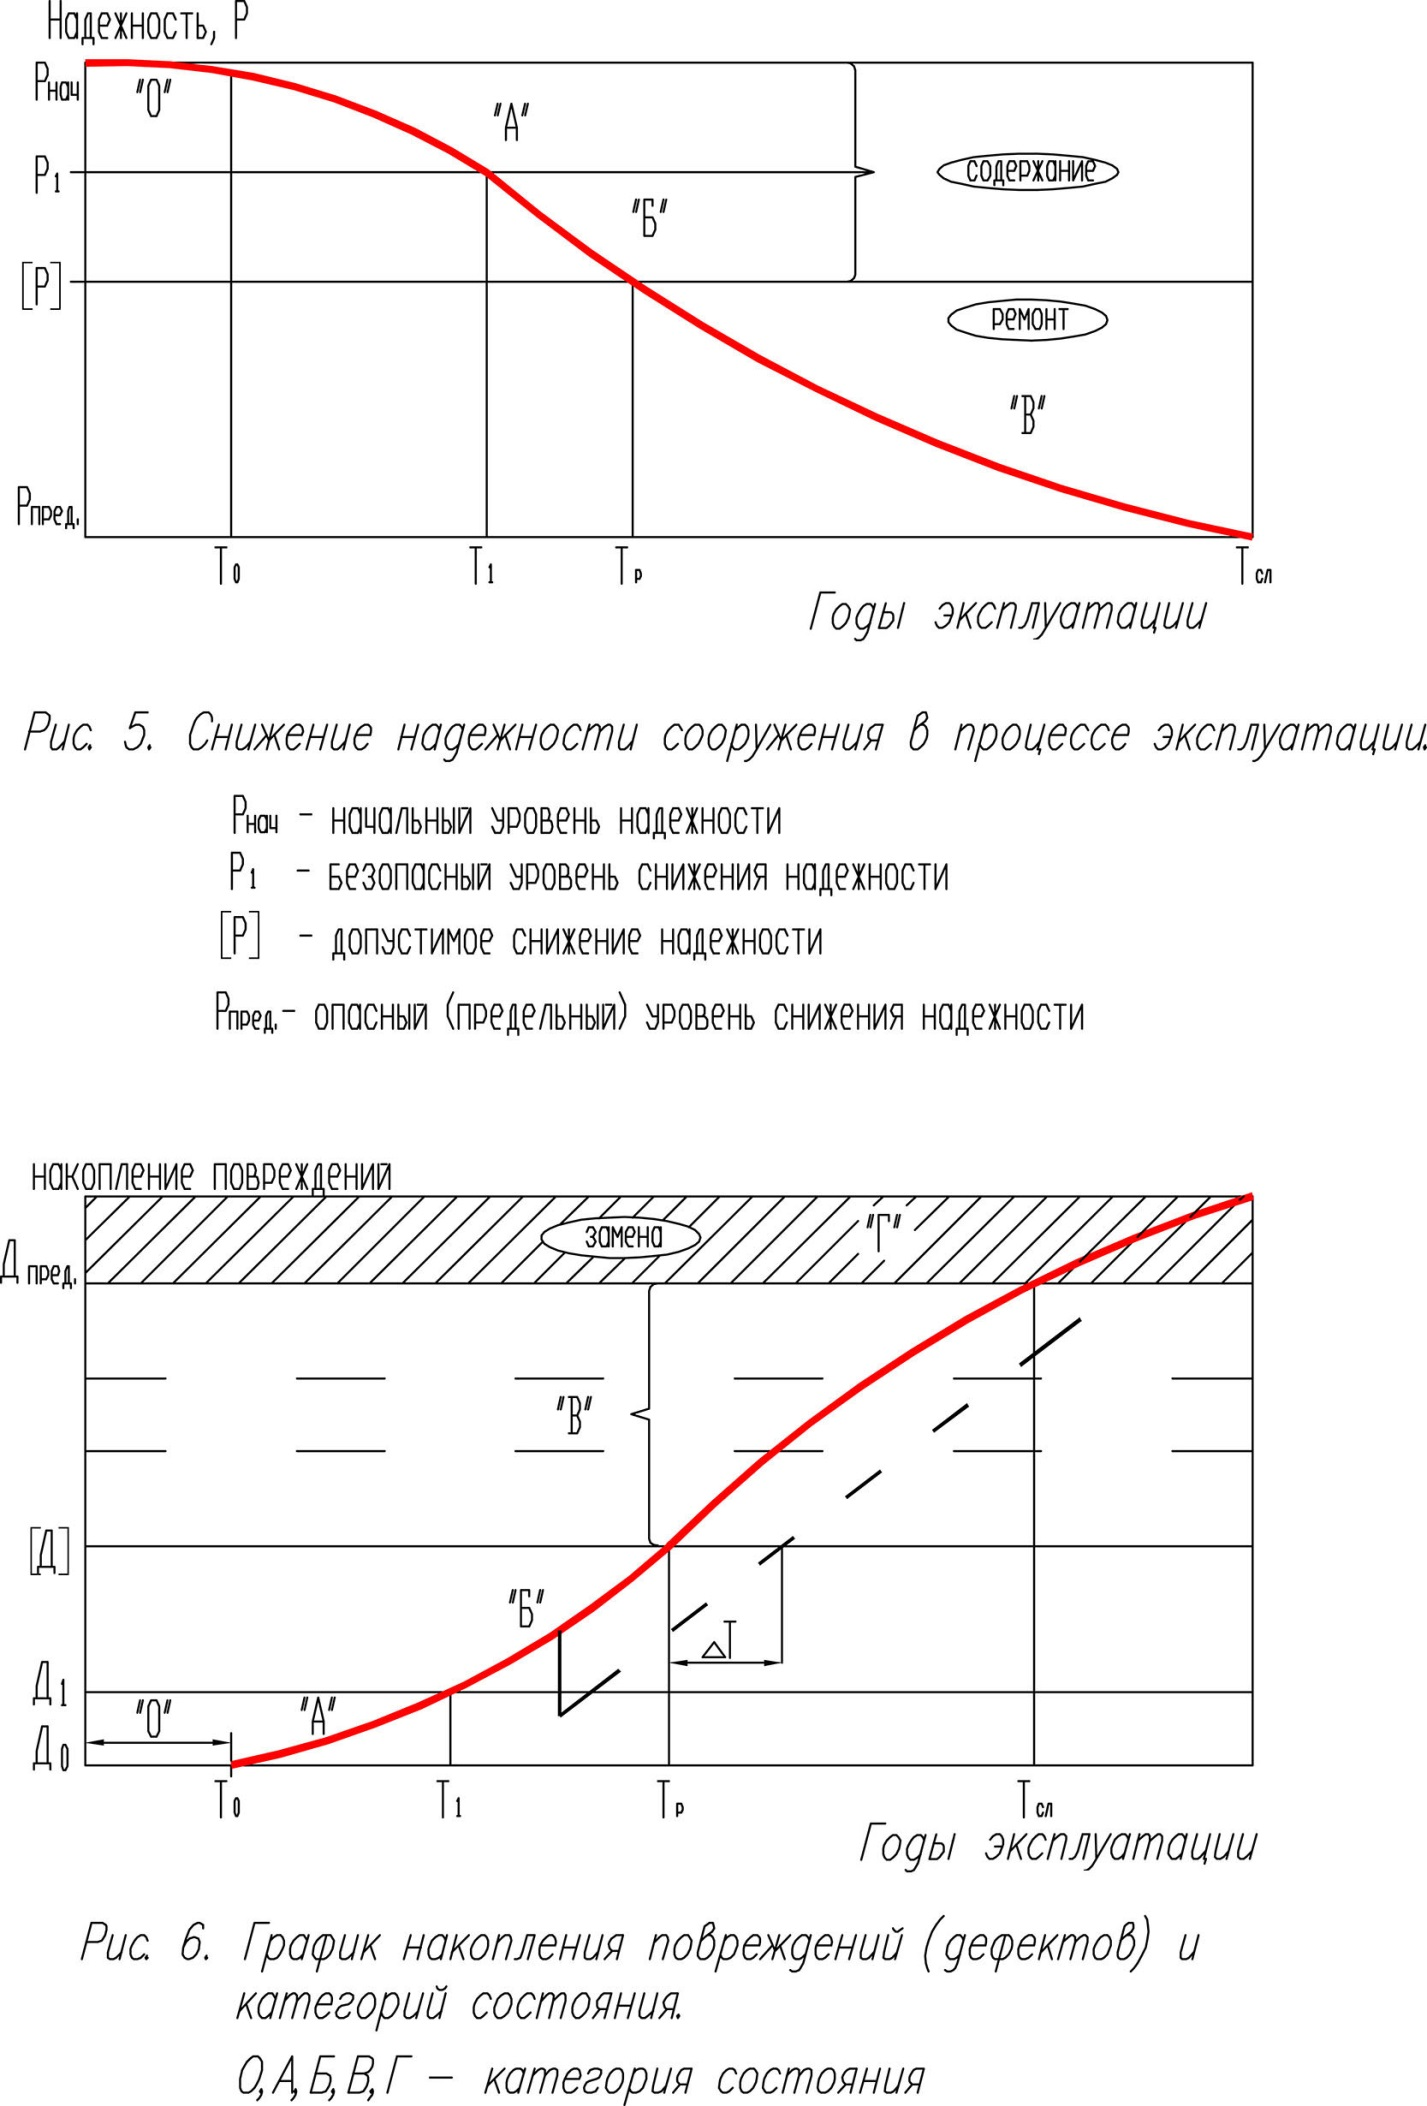 Надежность, Р
Рнач
"О"
"А"
Р1
содержание
"Б"
[Р]
ремонт
"В"
Рпред.
Т0 Т1 Тр Тсл
Годы эксплуатации
Рис. 5. Снижение надежности сооружения в процессе эксплуатации.
Рнач - начальный уровень надежности
Р1 - безопасный уровень снижения надежности
[Р] - допустимое снижение надежности
Рпред. - опасный (предельный) уровень снижения надежности
накопление повреждений
замена
"Г"
Д пред.
"В"
[Д]
"Б"
ΔТ
Д1
"О"
"А"
Д0
Т0 Т1 Тр Тсл
Годы эксплуатации
Рис. 6. График накопления повреждений (дефектов) и
категорий состояния.
О,А,Б,В,Г – категория состояния